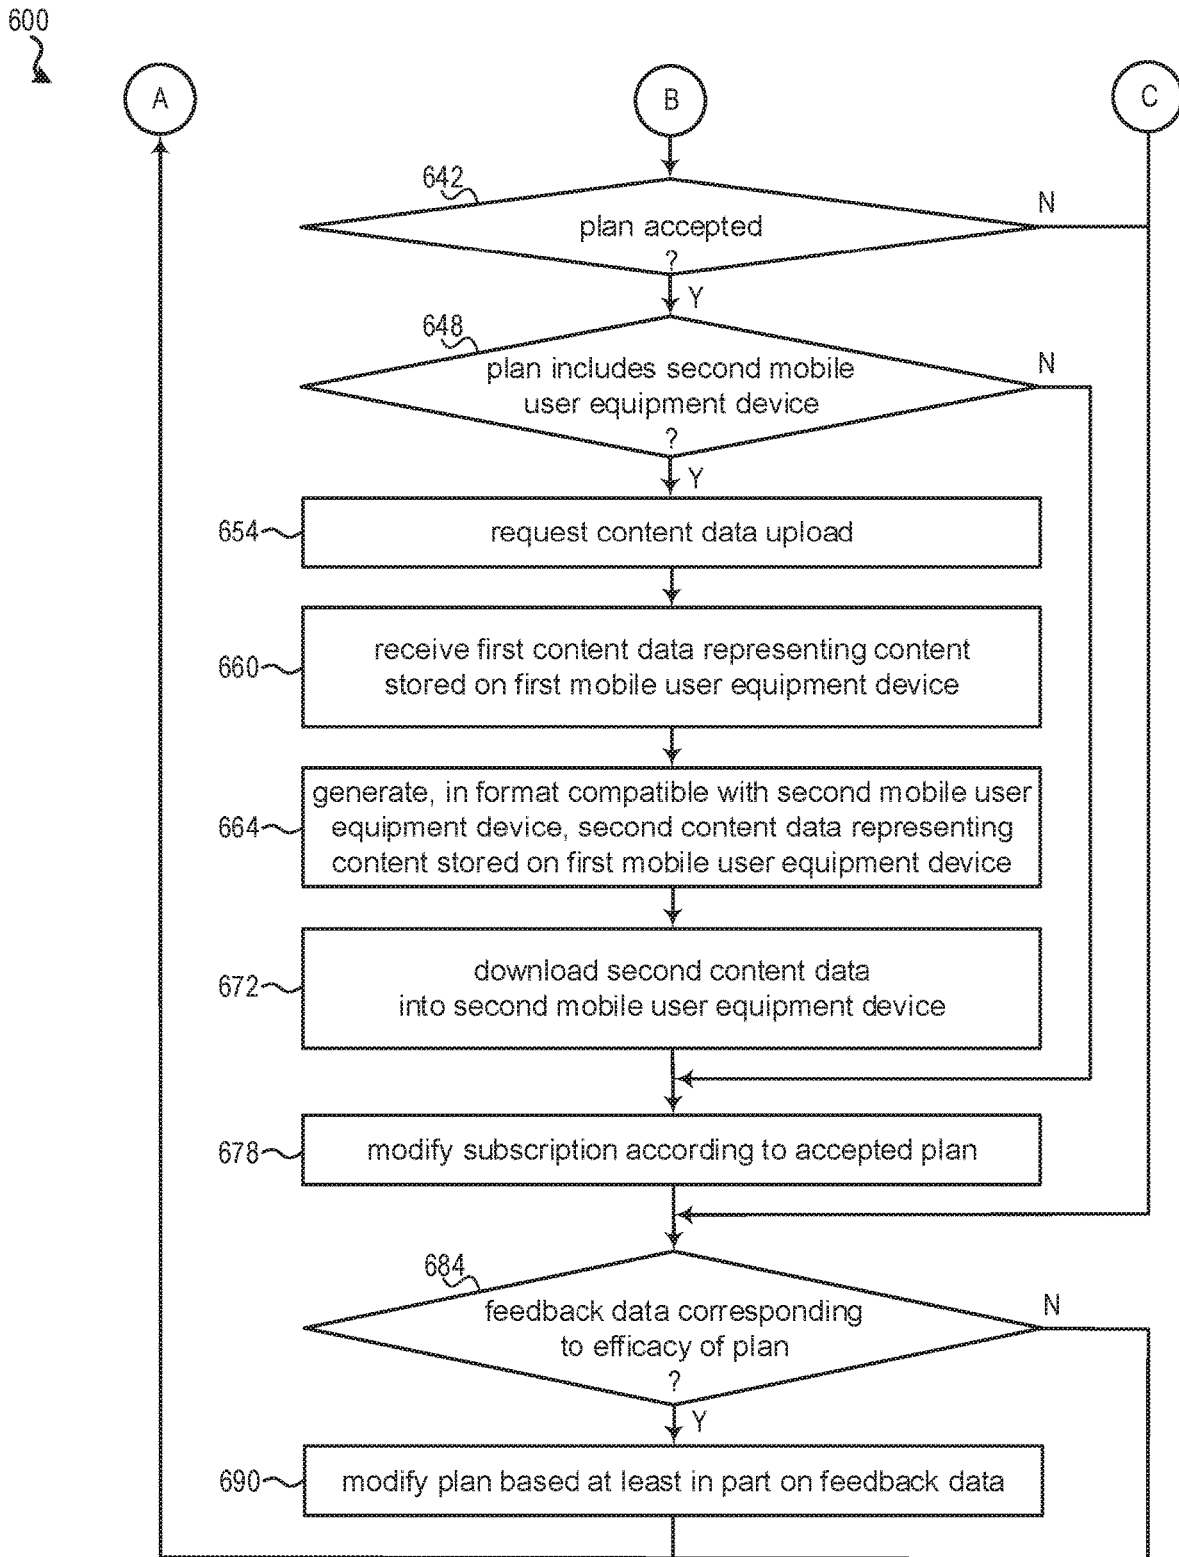 600
A
B
C
642
plan accepted
?
N
Y
648
plan includes second mobile
user equipment device
?
N
Y
654
request content data upload
660
receive first content data representing content
stored on first mobile user equipment device
664
generate, in format compatible with second mobile user
equipment device, second content data representing
content stored on first mobile user equipment device
672
download second content data
into second mobile user equipment device
678
modify subscription according to accepted plan
684
feedback data corresponding
to efficacy of plan
?
N
Y
690
modify plan based at least in part on feedback data